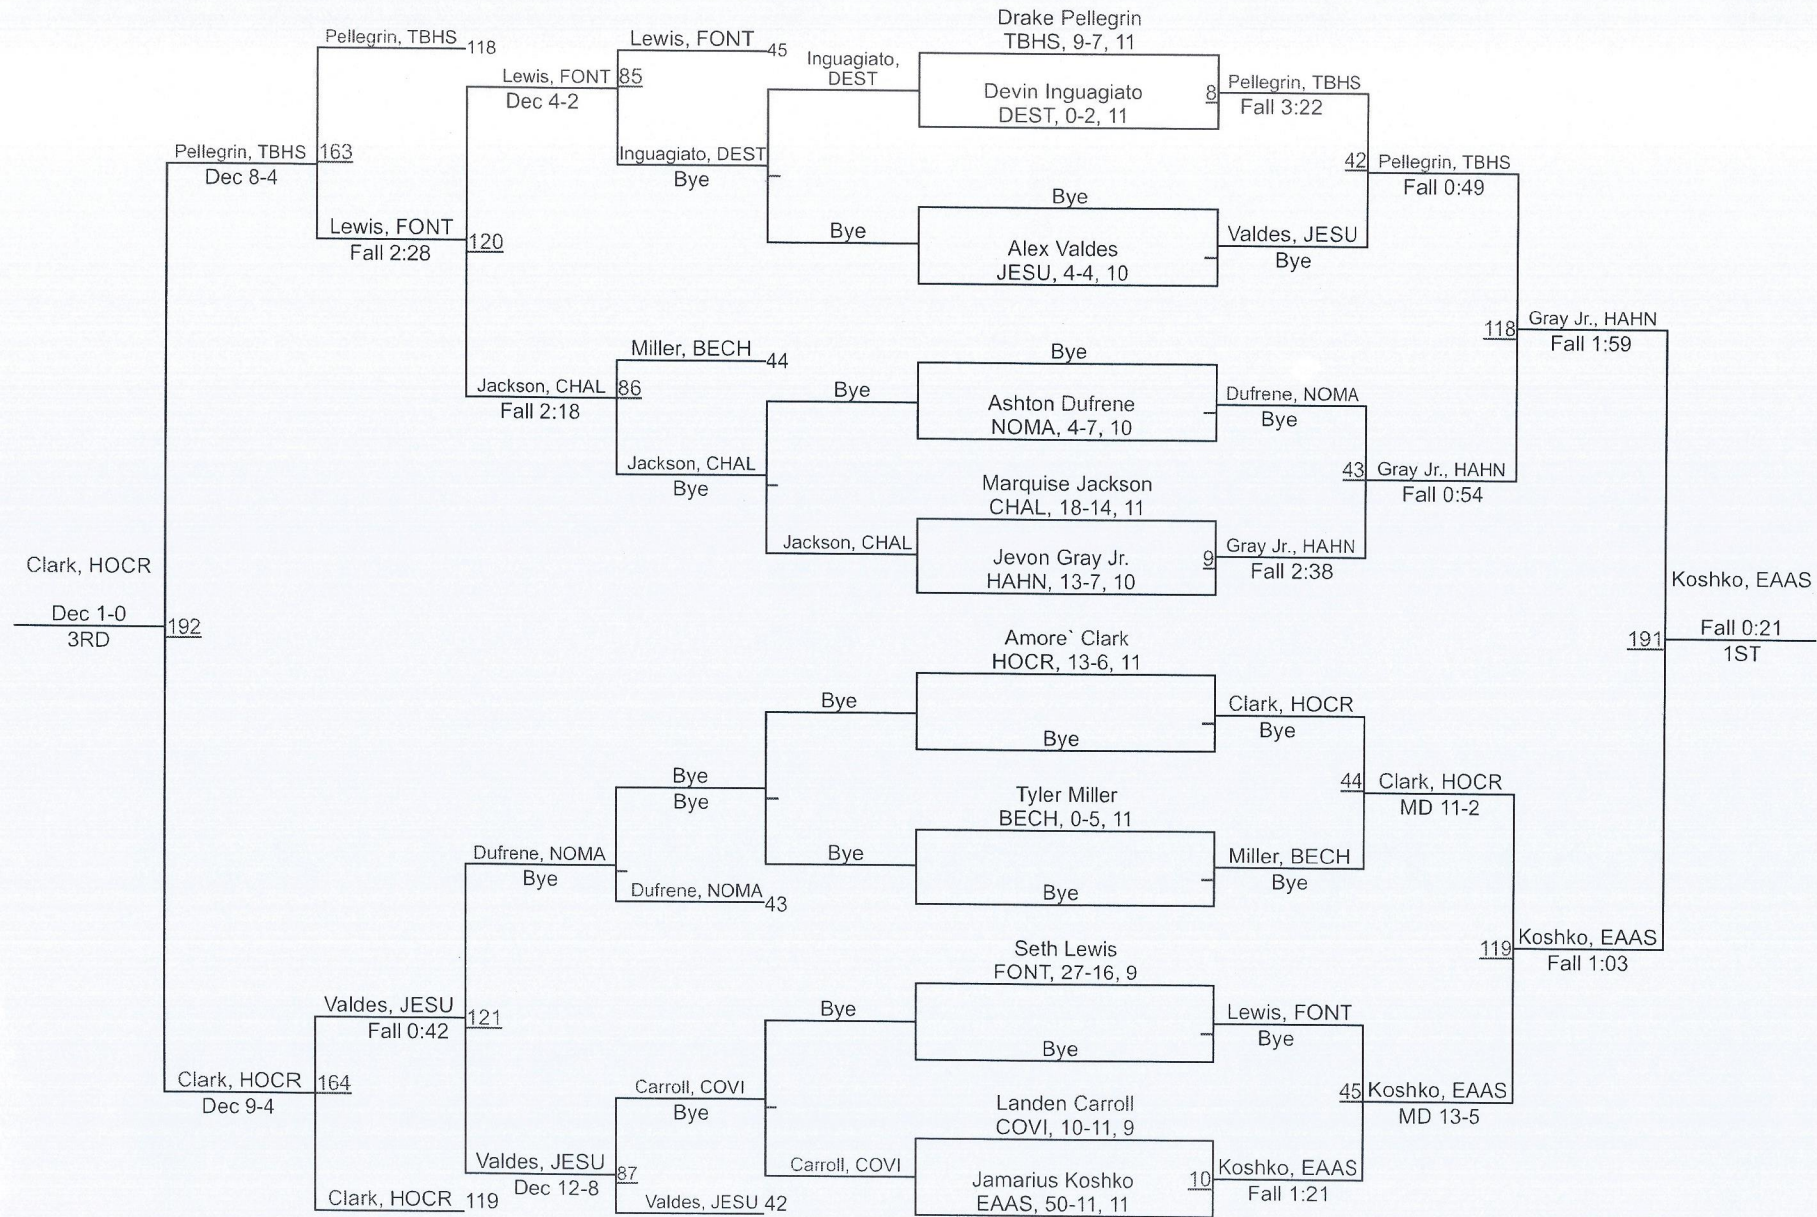 Drake Pellegrin
TBHS, 9-7, 11
Devin Inguagiato
DEST, 0-2, 11
8
Pellegrin, TBHS
Fall 3:22
Bye
Alex Valdes
JESU, 4-4, 10
Valdes, JESU
Bye
42
Pellegrin, TBHS
Fall 0:49
Bye
Ashton Dufrene
NOMA, 4-7, 10
Dufrene, NOMA
Bye
Marquise Jackson
CHAL, 18-14, 11
Jevon Gray Jr.
HAHN, 13-7, 10
9
Gray Jr., HAHN
Fall 2:38
43
Gray Jr., HAHN
Fall 0:54
118
Gray Jr., HAHN
Fall 1:59
Amore` Clark
HOCR, 13-6, 11
Bye
Clark, HOCR
Bye
Tyler Miller
BECH, 0-5, 11
Bye
Miller, BECH
Bye
44
Clark, HOCR
MD 11-2
Seth Lewis
FONT, 27-16, 9
Bye
Lewis, FONT
Bye
Landen Carroll
COVI, 10-11, 9
Jamarius Koshko
EAAS, 50-11, 11
10
Koshko, EAAS
Fall 1:21
45
Koshko, EAAS
MD 13-5
119
Koshko, EAAS
Fall 1:03
191
Koshko, EAAS
Fall 0:21
1ST
Inguagiato,
DEST
Bye
Inguagiato, DEST
Bye
Lewis, FONT
45
85
Lewis, FONT
Dec 4-2
Bye
Jackson, CHAL
Jackson, CHAL
Bye
Miller, BECH
44
86
Jackson, CHAL
Fall 2:18
120
Lewis, FONT
Fall 2:28
Pellegrin, TBHS
118
163
Pellegrin, TBHS
Dec 8-4
Bye
Bye
Bye
Bye
Dufrene, NOMA
43
Dufrene, NOMA
Bye
Bye
Carroll, COVI
Carroll, COVI
Bye
Valdes, JESU
42
87
Valdes, JESU
Dec 12-8
121
Valdes, JESU
Fall 0:42
Clark, HOCR
119
164
Clark, HOCR
Dec 9-4
192
Clark, HOCR
Dec 1-0
3RD